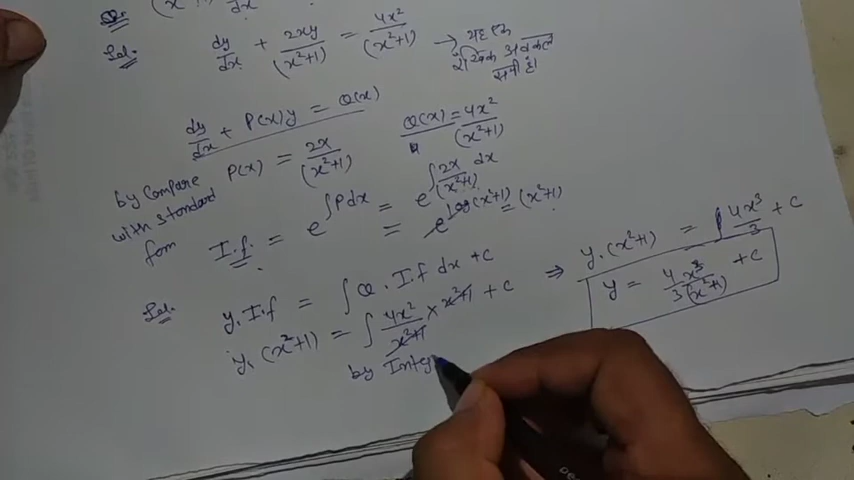 Q.
Sol. dy/dx + 2xy/(x²+1) = 4x²/(x²+1) → यह एक
रैखिक अवकल
समी है।
dy/dx + P(x)y = Q(x)
by Compare P(x) = 2x/(x²+1) Q(x) = 4x²/(x²+1)
with standard
form I.f. = e^∫Pdx = e^∫2x/(x²+1) dx
= e^log(x²+1) = (x²+1)
Sol. y. I.f = ∫Q. I.f dx + c
y. (x²+1) = ∫ 4x²/x²+1 × x²+1 + c
by Integ
⇒ y. (x²+1) = 4x³/3 + c
y = 4x³/3(x²+1) + c